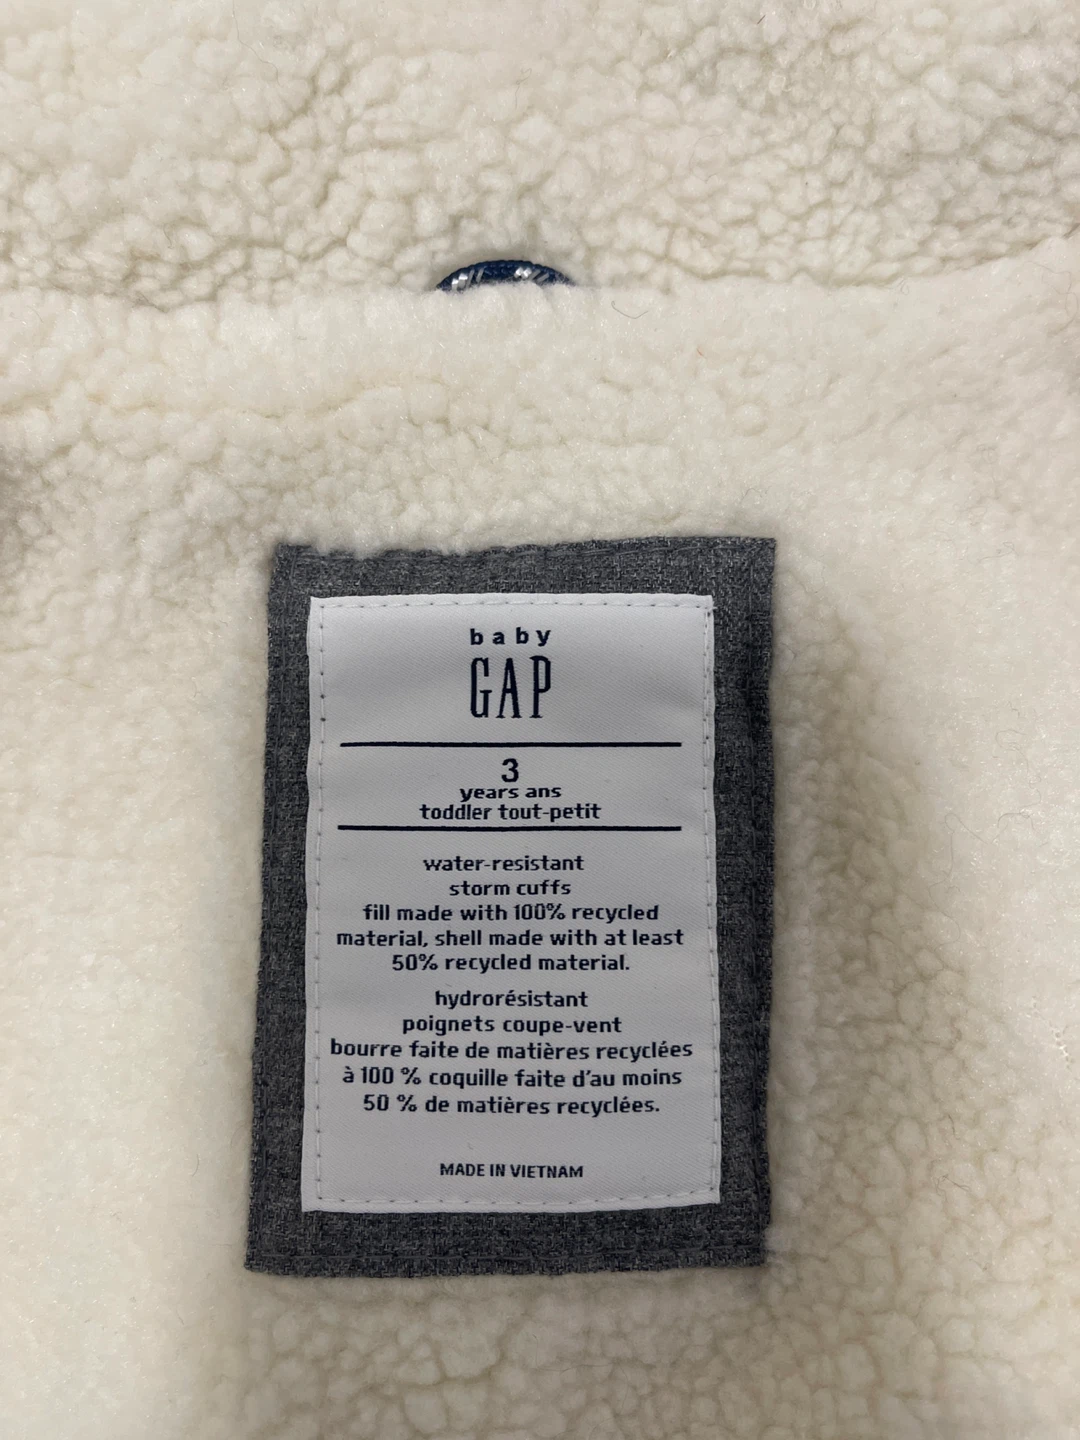 baby
GAP
3
years ans
toddler tout-petit
water-resistant
storm cuffs
fill made with 100% recycled
material, shell made with at least
50% recycled material.
hydrorésistant
poignets coupe-vent
bourre faite de matières recyclées
à 100 % coquille faite d'au moins
50 % de matières recyclées.
MADE IN VIETNAM